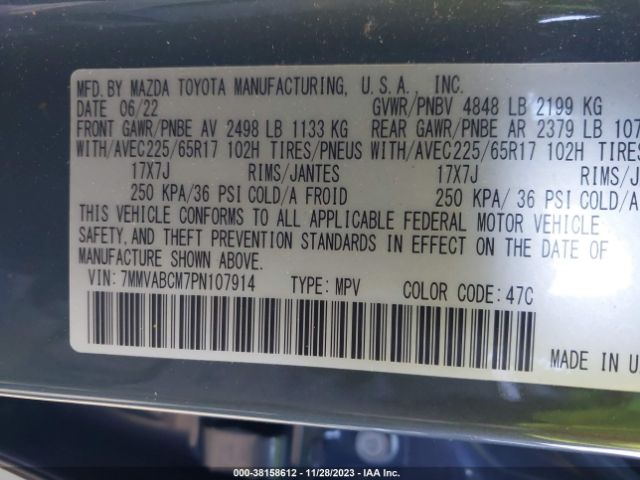 MFD. BY MAZDA TOYOTA MANUFACTURING, U.S.A., INC.
DATE 06/22 GVWR/PNBV 4848 LB 2199 KG
FRONT GAWR/PNBE AV 2498 LB 1133 KG REAR GAWR/PNBE AR 2379 LB 107
WITH/AVEC225/65R17 102H TIRES/PNEUS WITH/AVEC225/65R17 102H TIRES
17X7J RIMS/JANTES 17X7J RIMS/J
250 KPA/36 PSI COLD/A FROID 250 KPA/ 36 PSI COLD/A
THIS VEHICLE CONFORMS TO ALL APPLICABLE FEDERAL MOTOR VEHICLE
SAFETY, AND THEFT PREVENTION STANDARDS IN EFFECT ON THE DATE OF
MANUFACTURE SHOWN ABOVE.
VIN: 7MMVABCM7PN107914 TYPE: MPV COLOR CODE: 47C
MADE IN U
000-38158612 - 11/28/2023 - IAA Inc.